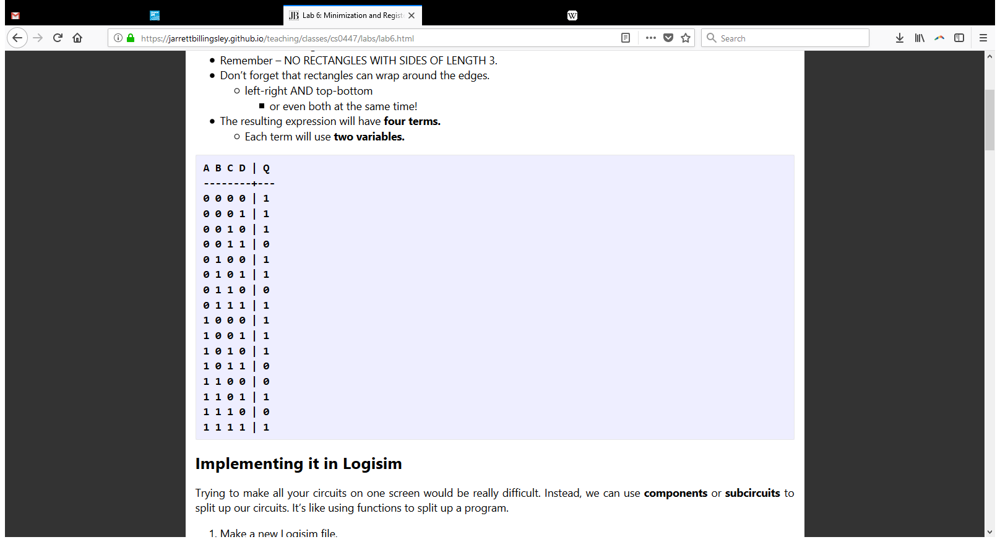 JB Lab 6: Minimization and Regist
W
https://jarrettbillingsley.github.io/teaching/classes/cs0447/labs/lab6.html
Search
Remember – NO RECTANGLES WITH SIDES OF LENGTH 3.
Don’t forget that rectangles can wrap around the edges.
left-right AND top-bottom
or even both at the same time!
The resulting expression will have four terms.
Each term will use two variables.
A B C D | Q
--------+---
0 0 0 0 | 1
0 0 0 1 | 1
0 0 1 0 | 1
0 0 1 1 | 0
0 1 0 0 | 1
0 1 0 1 | 1
0 1 1 0 | 0
0 1 1 1 | 1
1 0 0 0 | 1
1 0 0 1 | 1
1 0 1 0 | 1
1 0 1 1 | 0
1 1 0 0 | 0
1 1 0 1 | 1
1 1 1 0 | 0
1 1 1 1 | 1
Implementing it in Logisim
Trying to make all your circuits on one screen would be really difficult. Instead, we can use components or subcircuits to
split up our circuits. It’s like using functions to split up a program.
1. Make a new Logisim file.